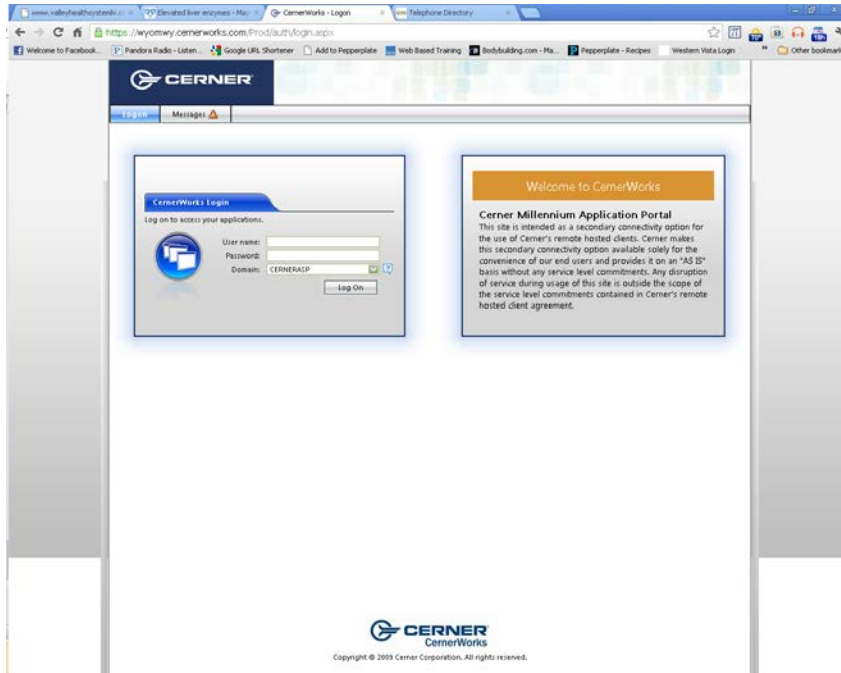 www.valleyhealthsystemlv.c
Elevated liver enzymes - May
CernerWorks - Logon
Telephone Directory
https://wyomwy.cernerworks.com/Prod/auth/login.aspx
Welcome to Facebook...
Pandora Radio - Listen...
Google URL Shortener
Add to Pepperplate
Web Based Training
Bodybuilding.com - Ma...
Pepperplate - Recipes
Western Vista Login
Other bookmark
CERNER
Logon
Messages
CernerWorks Login
Log on to access your applications.
User name:
Password:
Domain: CERNERASP
Log On
Welcome to CernerWorks
Cerner Millennium Application Portal
This site is intended as a secondary connectivity option for
the use of Cerner's remote hosted clients. Cerner makes
this secondary connectivity option available solely for the
convenience of our end users and provides it on an "AS IS"
basis without any service level commitments. Any disruption
of service during usage of this site is outside the scope of
the service level commitments contained in Cerner's remote
hosted client agreement.
CERNER
CernerWorks
Copyright © 2009 Cerner Corporation. All rights reserved.